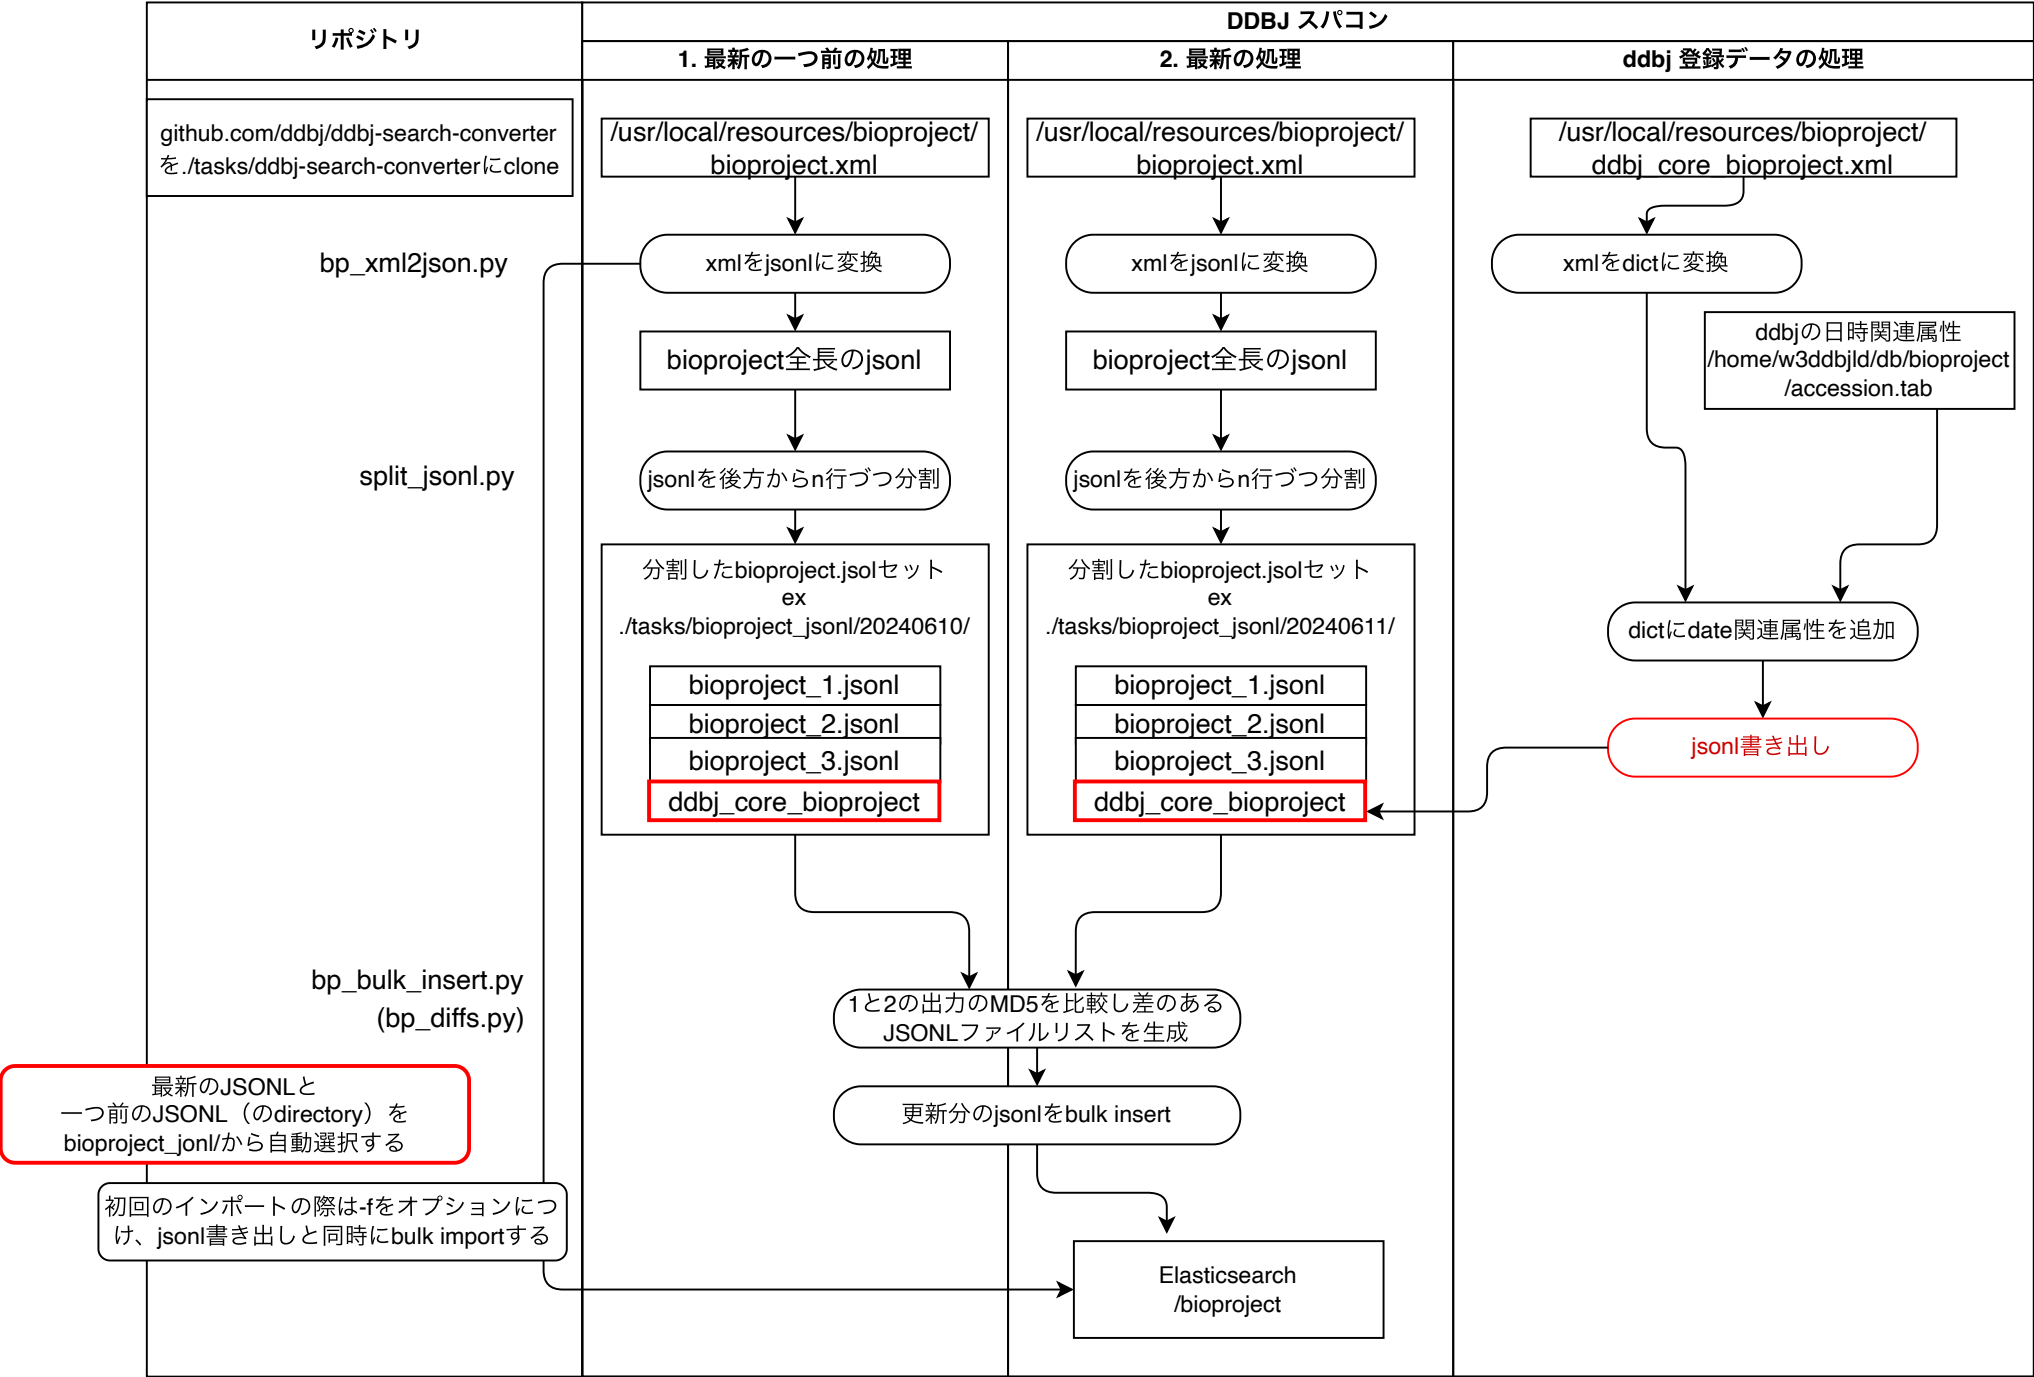 リポジトリ
DDBJ スパコン
1. 最新の一つ前の処理
2. 最新の処理
ddbj 登録データの処理
github.com/ddbj/ddbj-search-converter
を./tasks/ddbj-search-converterにclone
/usr/local/resources/bioproject/
bioproject.xml
/usr/local/resources/bioproject/
bioproject.xml
/usr/local/resources/bioproject/
ddbj_core_bioproject.xml
bp_xml2json.py
xmlをjsonlに変換
xmlをjsonlに変換
xmlをdictに変換
bioproject全長のjsonl
bioproject全長のjsonl
ddbjの日時関連属性
/home/w3ddbjld/db/bioproject
/accession.tab
split_jsonl.py
jsonlを後方からn行づつ分割
jsonlを後方からn行づつ分割
分割したbioproject.jsolセット
ex
./tasks/bioproject_jsonl/20240610/
bioproject_1.jsonl
bioproject_2.jsonl
bioproject_3.jsonl
ddbj_core_bioproject
分割したbioproject.jsolセット
ex
./tasks/bioproject_jsonl/20240611/
bioproject_1.jsonl
bioproject_2.jsonl
bioproject_3.jsonl
ddbj_core_bioproject
dictにdate関連属性を追加
jsonl書き出し
bp_bulk_insert.py
(bp_diffs.py)
1と2の出力のMD5を比較し差のある
JSONLファイルリストを生成
最新のJSONLと
一つ前のJSONL（のdirectory）を
bioproject_jonl/から自動選択する
更新分のjsonlをbulk insert
初回のインポートの際は-fをオプションにつ
け、jsonl書き出しと同時にbulk importする
Elasticsearch
/bioproject